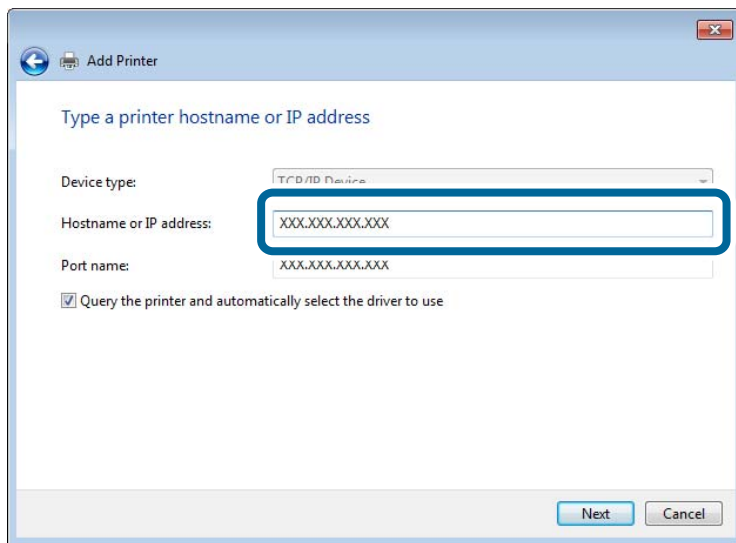 Add Printer
Type a printer hostname or IP address
Device type: TCP/IP Device
Hostname or IP address: XXX.XXX.XXX.XXX
Port name: XXX.XXX.XXX.XXX
Query the printer and automatically select the driver to use
Next Cancel